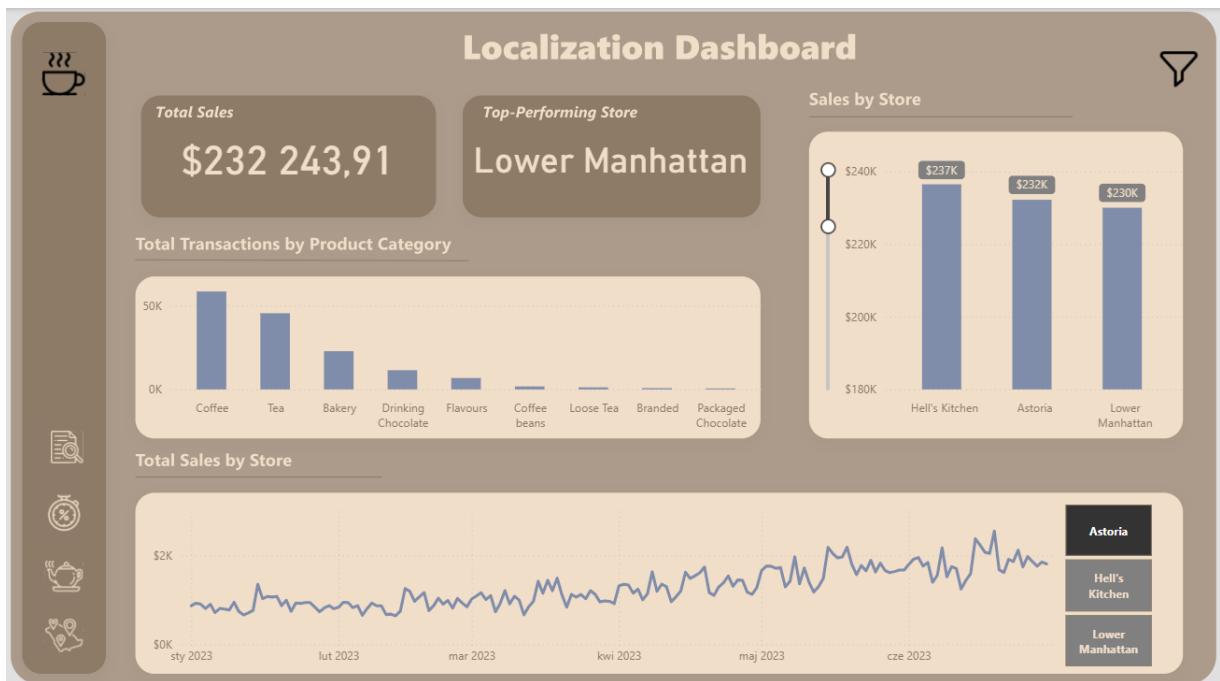 Localization Dashboard
Total Sales
$232 243,91
Top-Performing Store
Lower Manhattan
Sales by Store
$240K
$220K
$200K
$180K
$237K
$232K
$230K
Hell's Kitchen
Astoria
Lower
Manhattan
Total Transactions by Product Category
50K
0K
Coffee
Tea
Bakery
Drinking
Chocolate
Flavours
Coffee
beans
Loose Tea
Branded
Packaged
Chocolate
Total Sales by Store
$2K
$0K
sty 2023
lut 2023
mar 2023
kwi 2023
maj 2023
cze 2023
Astoria
Hell's
Kitchen
Lower
Manhattan